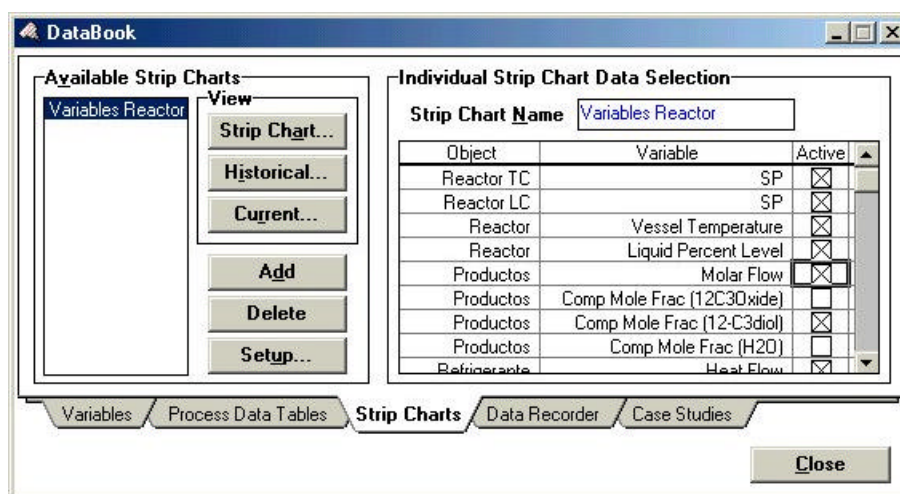 DataBook
Available Strip Charts
Variables Reactor
View
Strip Chart...
Historical...
Current...
Add
Delete
Setup...
Individual Strip Chart Data Selection
Strip Chart Name Variables Reactor
Object Variable Active
Reactor TC SP
Reactor LC SP
Reactor Vessel Temperature
Reactor Liquid Percent Level
Productos Molar Flow
Productos Comp Mole Frac (12C3Oxide)
Productos Comp Mole Frac (12-C3diol)
Productos Comp Mole Frac (H2O)
Refrigerante Heat Flow
Variables Process Data Tables Strip Charts Data Recorder Case Studies
Close